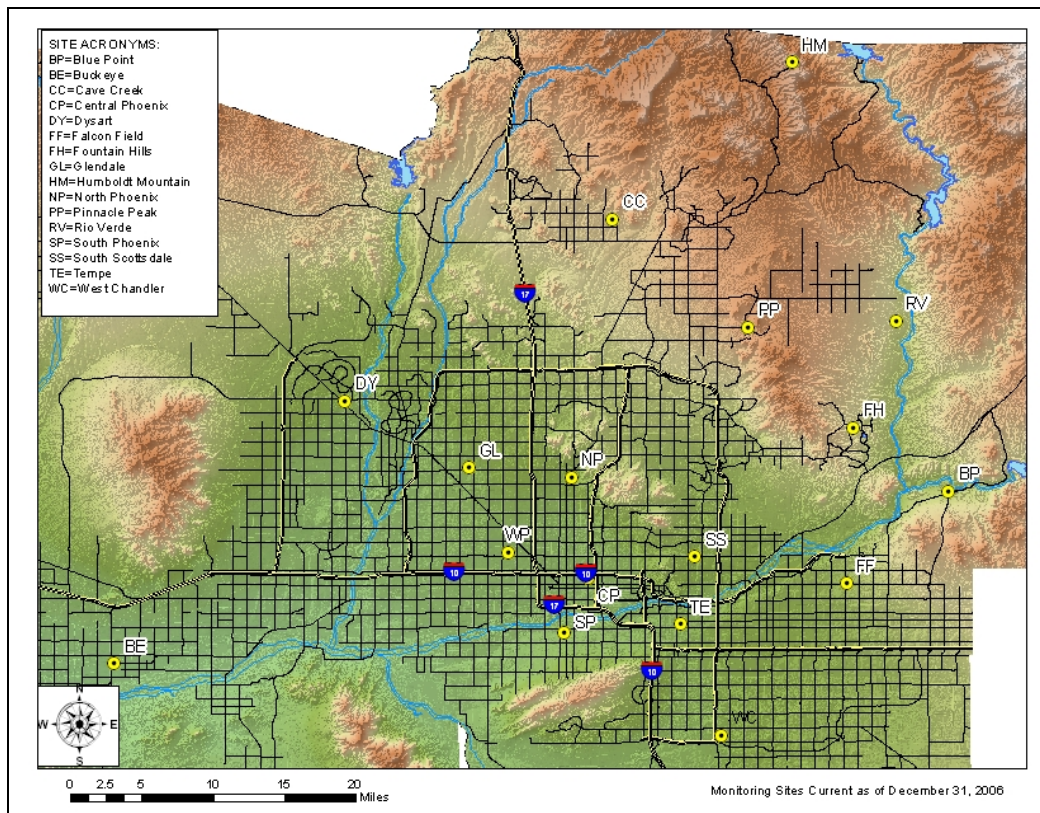 SITE ACRONYMS:
BP=Blue Point
BE=Buckeye
CC=Cave Creek
CP=Central Phoenix
DY=Dysart
FF=Falcon Field
FH=Fountain Hills
GL=Glendale
HM=Humboldt Mountain
NP=North Phoenix
PP=Pinnacle Peak
RV=Rio Verde
SP=South Phoenix
SS=South Scottsdale
TE=Tempe
WC=West Chandler
HM
CC
17
PP
RV
DY
FH
GL
NP
BP
WP
SS
10
10
FF
CP
17
TE
SP
BE
10
WC
N
W E
S
0 2.5 5 10 15 20
Miles
Monitoring Sites Current as of December 31, 2006